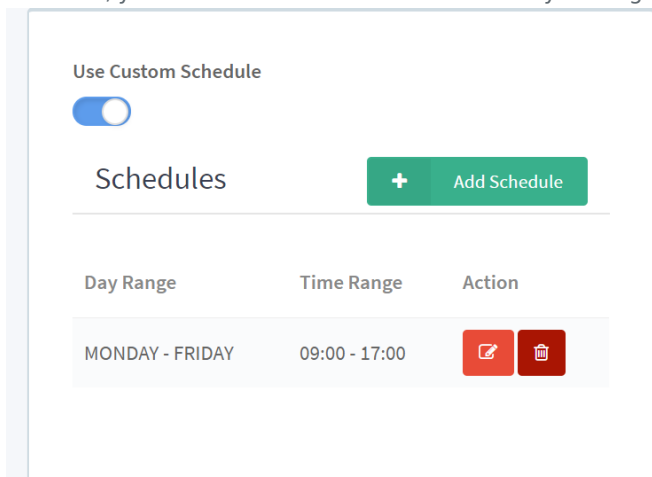 Use Custom Schedule
Schedules
+ Add Schedule
Day Range Time Range Action
MONDAY - FRIDAY 09:00 - 17:00